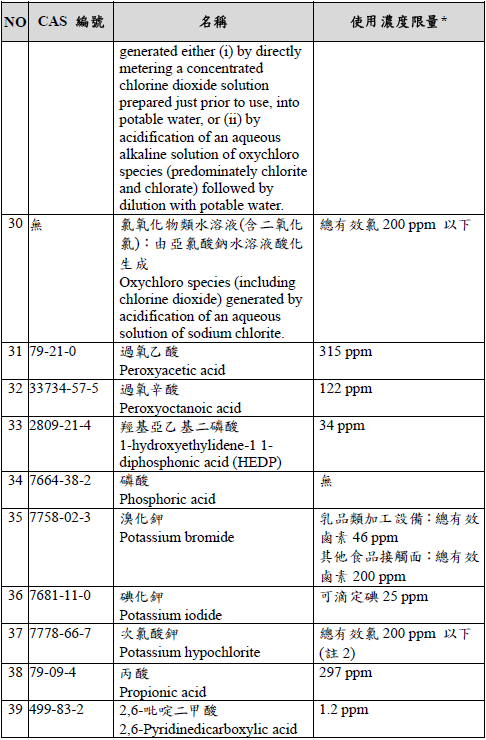 NO CAS 編號 名稱 使用濃度限量*
generated either (i) by directly
metering a concentrated
chlorine dioxide solution
prepared just prior to use, into
potable water, or (ii) by
acidification of an aqueous
alkaline solution of oxychloro
species (predominately chlorite
and chlorate) followed by
dilution with potable water.
30 無 氯氧化物類水溶液(含二氧化 總有效氯 200 ppm 以下
氯)：由亞氯酸鈉水溶液酸化
生成
Oxychloro species (including
chlorine dioxide) generated by
acidification of an aqueous
solution of sodium chlorite.
31 79-21-0 過氧乙酸 315 ppm
Peroxyacetic acid
32 33734-57-5 過氧辛酸 122 ppm
Peroxyoctanoic acid
33 2809-21-4 羥基亞乙基二磷酸 34 ppm
1-hydroxyethylidene-1 1-
diphosphonic acid (HEDP)
34 7664-38-2 磷酸 無
Phosphoric acid
35 7758-02-3 溴化鉀 乳品類加工設備：總有效
Potassium bromide 鹵素 46 ppm
其他食品接觸面：總有效
鹵素 200 ppm
36 7681-11-0 碘化鉀 可滴定碘 25 ppm
Potassium iodide
37 7778-66-7 次氯酸鉀 總有效氯 200 ppm 以下
Potassium hypochlorite (註 2)
38 79-09-4 丙酸 297 ppm
Propionic acid
39 499-83-2 2,6-吡啶二甲酸 1.2 ppm
2,6-Pyridinedicarboxylic acid